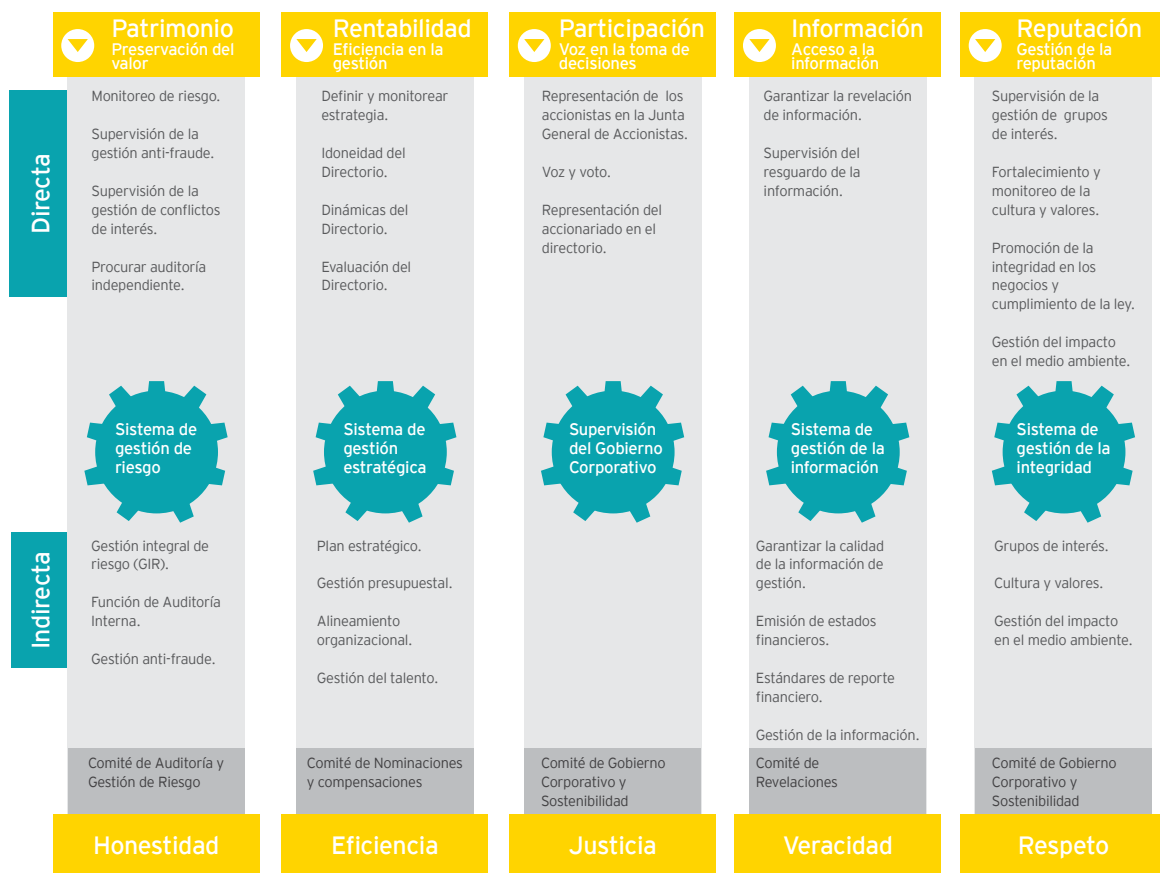 Patrimonio
Preservación del
valor
Rentabilidad
Eficiencia en la
gestión
Participación
Voz en la toma de
decisiones
Información
Acceso a la
información
Reputación
Gestión de la
reputación
Directa
Monitoreo de riesgo.
Supervisión de la
gestión anti-fraude.
Supervisión de la
gestión de conflictos
de interés.
Procurar auditoría
independiente.
Definir y monitorear
estrategia.
Idoneidad del
Directorio.
Dinámicas del
Directorio.
Evaluación del
Directorio.
Representación de los
accionistas en la Junta
General de Accionistas.
Voz y voto.
Representación del
accionariado en el
directorio.
Garantizar la revelación
de información.
Supervisión del
resguardo de la
información.
Supervisión de la
gestión de grupos
de interés.
Fortalecimiento y
monitoreo de la
cultura y valores.
Promoción de la
integridad en los
negocios y
cumplimiento de la ley.
Gestión del impacto
en el medio ambiente.
Sistema de
gestión de
riesgo
Sistema de
gestión
estratégica
Supervisión
del Gobierno
Corporativo
Sistema de
gestión de la
información
Sistema de
gestión de la
integridad
Indirecta
Gestión integral de
riesgo (GIR).
Función de Auditoría
Interna.
Gestión anti-fraude.
Plan estratégico.
Gestión presupuestal.
Alineamiento
organizacional.
Gestión del talento.
Garantizar la calidad
de la información de
gestión.
Emisión de estados
financieros.
Estándares de reporte
financiero.
Gestión de la información.
Grupos de interés.
Cultura y valores.
Gestión del impacto
en el medio ambiente.
Comité de Auditoría y
Gestión de Riesgo
Comité de Nominaciones
y compensaciones
Comité de Gobierno
Corporativo y
Sostenibilidad
Comité de
Revelaciones
Comité de Gobierno
Corporativo y
Sostenibilidad
Honestidad
Eficiencia
Justicia
Veracidad
Respeto